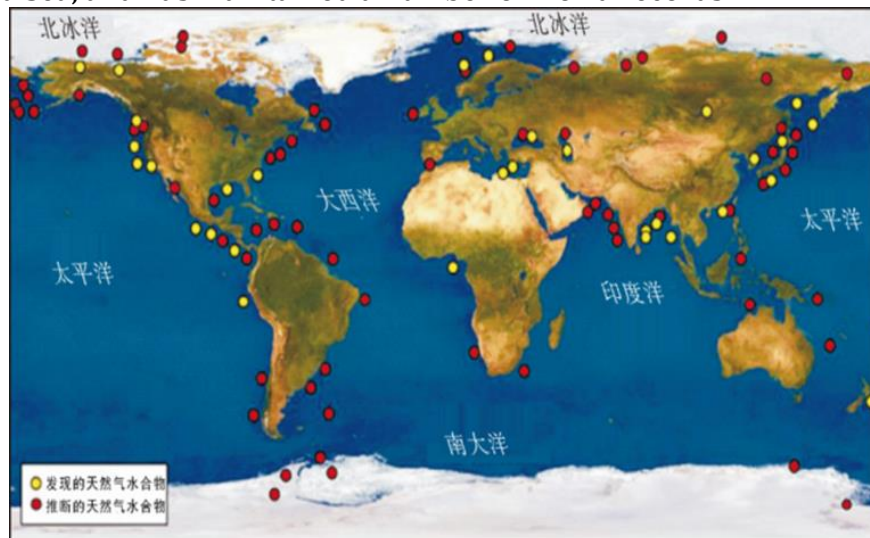 北冰洋
北冰洋
大西洋
太平洋
太平洋
印度洋
南大洋
发现的天然气水合物
推断的天然气水合物